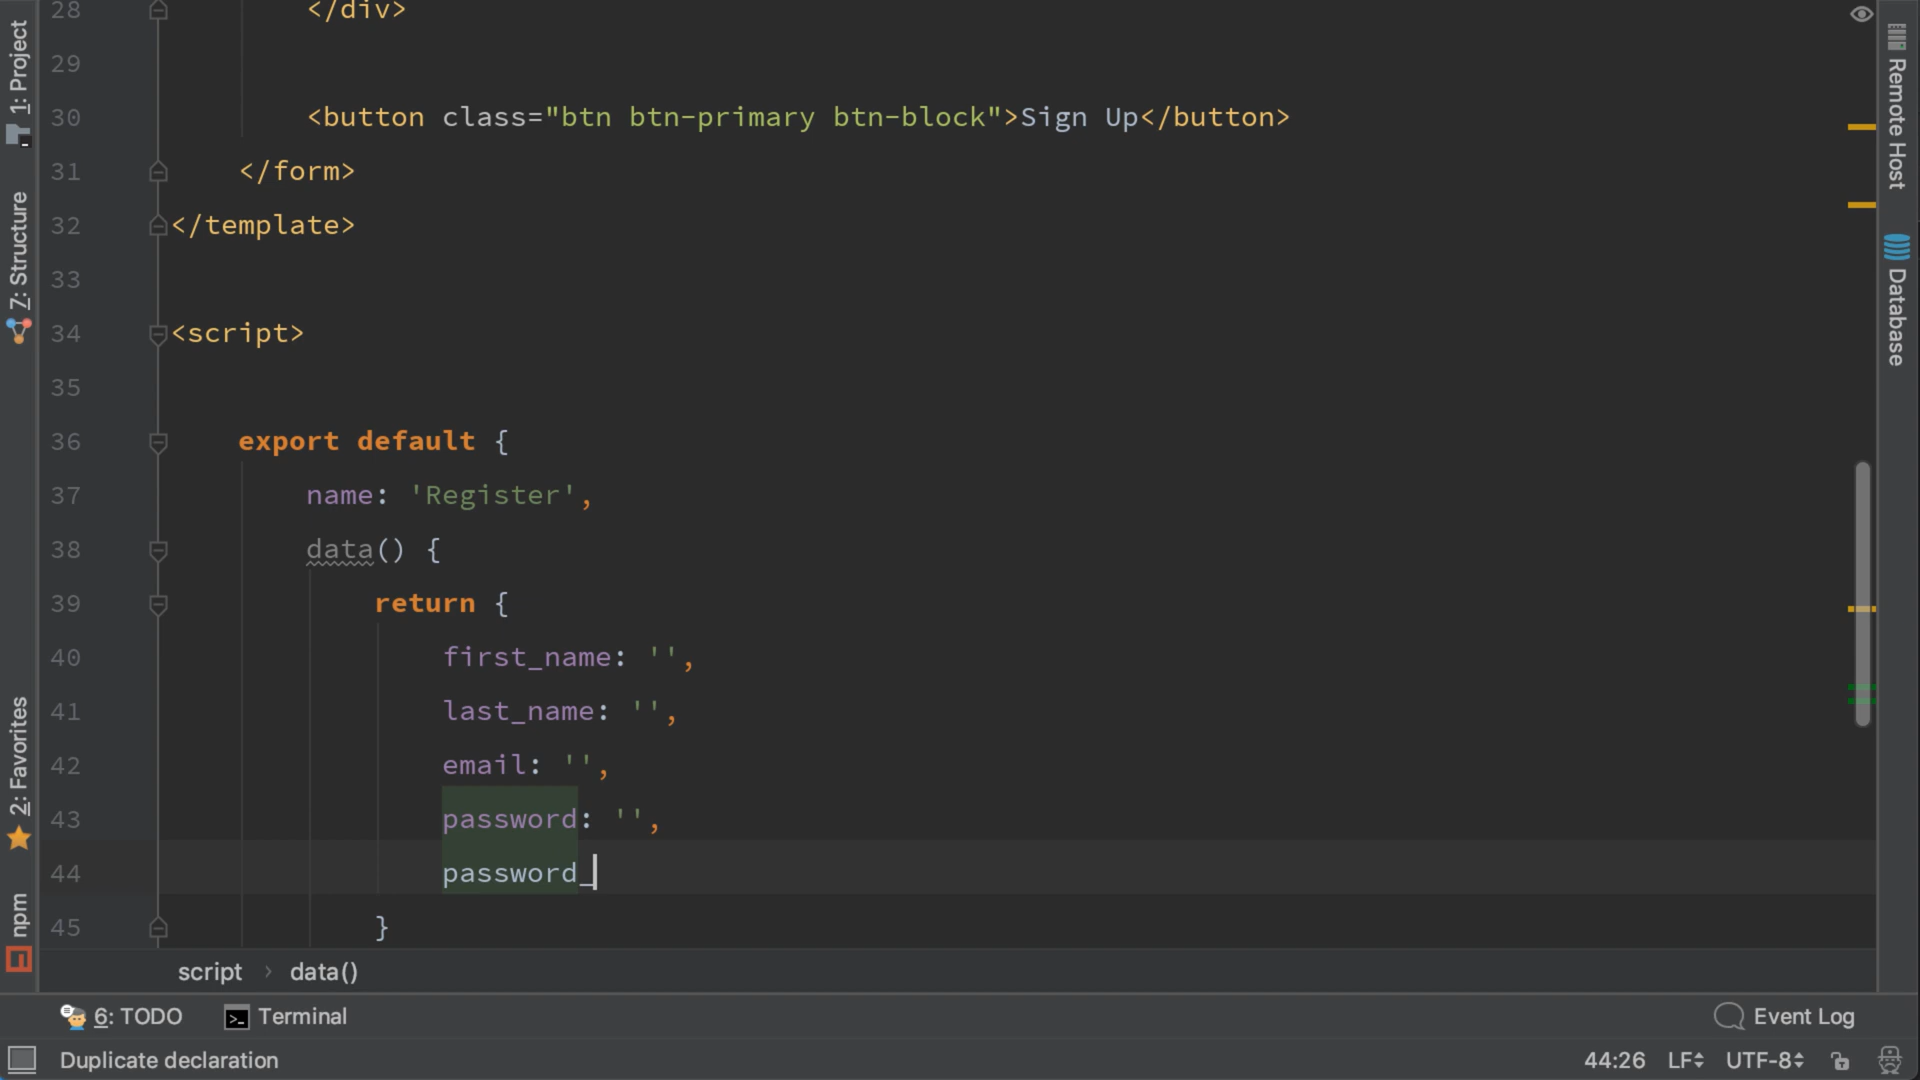 1: Project
7: Structure
2: Favorites
npm
28 </div>
29
30 <button class="btn btn-primary btn-block">Sign Up</button>
31 </form>
32 </template>
33
34 <script>
35
36 export default {
37 name: 'Register',
38 data() {
39 return {
40 first_name: '',
41 last_name: '',
42 email: '',
43 password: '',
44 password_
45 }
Remote Host
Database
script › data()
6: TODO Terminal Event Log
Duplicate declaration 44:26 LF UTF-8